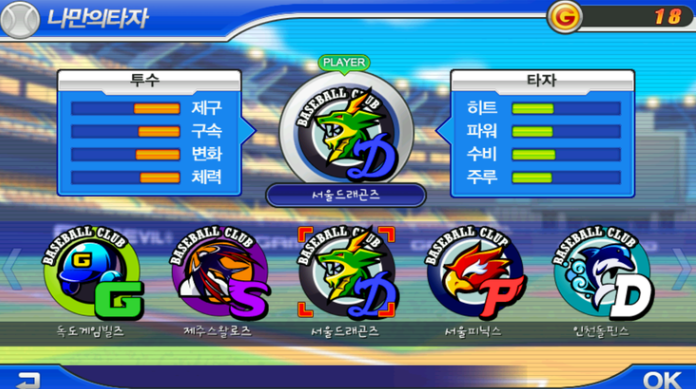 나만의타자
G 18
PLAYER
투수
제구
구속
변화
체력
BASEBALL CLUB
D
서울드래곤즈
타자
히트
파워
수비
주루
BASEBALL CLUB
G
G
독도게임빌즈
BASEBALL CLUB
S
제주스왈로즈
BASEBALL CLUB
D
서울드래곤즈
BASEBALL CLUB
P
서울피닉스
BASEBALL CLUB
D
인천돌핀스
OK